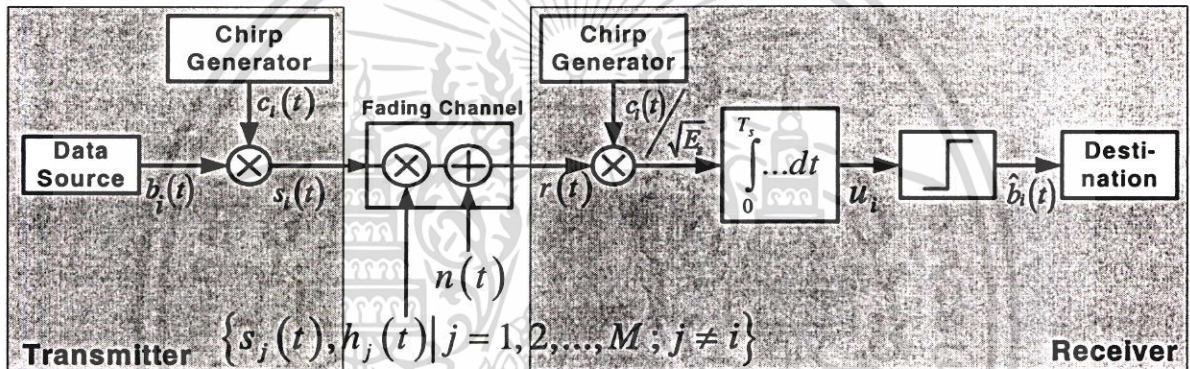 Chirp Generator
c_i(t)
Data Source
b_i(t)
s_i(t)
Fading Channel
n(t)
{s_j(t), h_j(t) | j = 1, 2, ..., M ; j ≠ i}
Transmitter
Chirp Generator
c_i(t)/√E_s
r(t)
∫_0^{T_s} ...dt
u_i
b̂_i(t)
Desti-
nation
Receiver